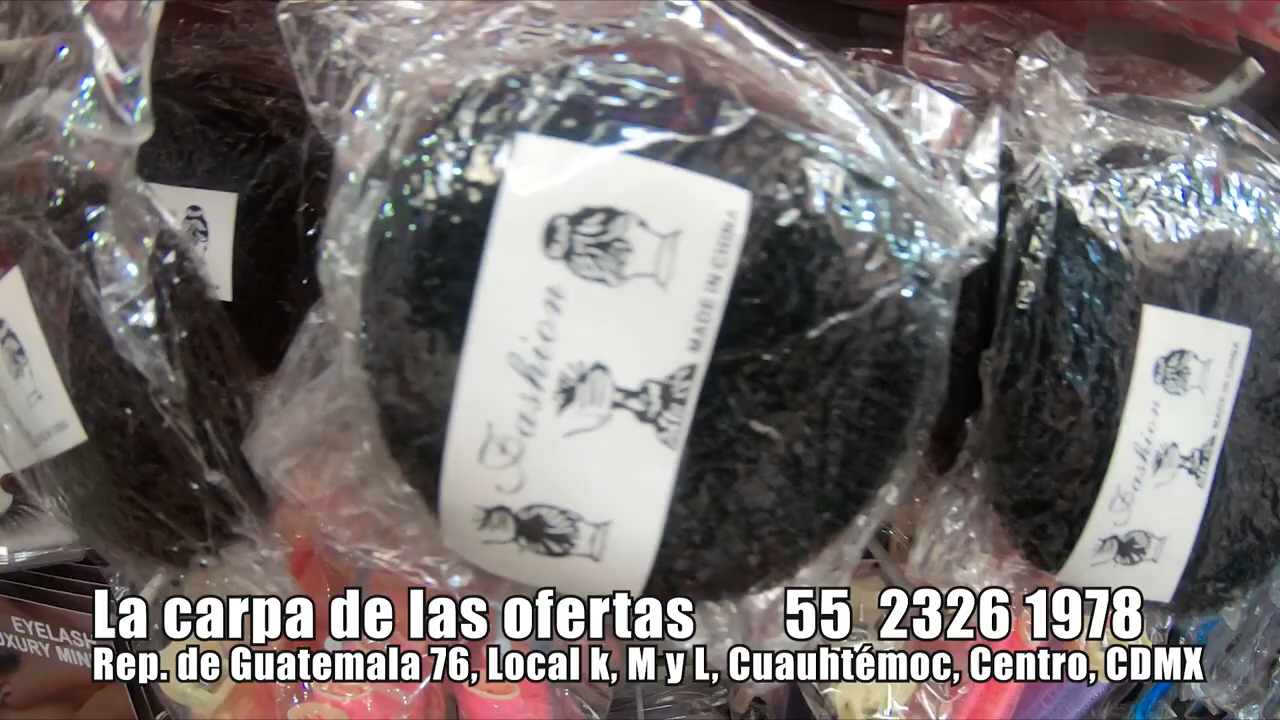 Fashion
MADE IN CHINA
Fashion
MADE IN CHINA
EYELASH
La carpa de las ofertas 55 2326 1978
Rep. de Guatemala 76, Local k, M y L, Cuauhtémoc, Centro, CDMX